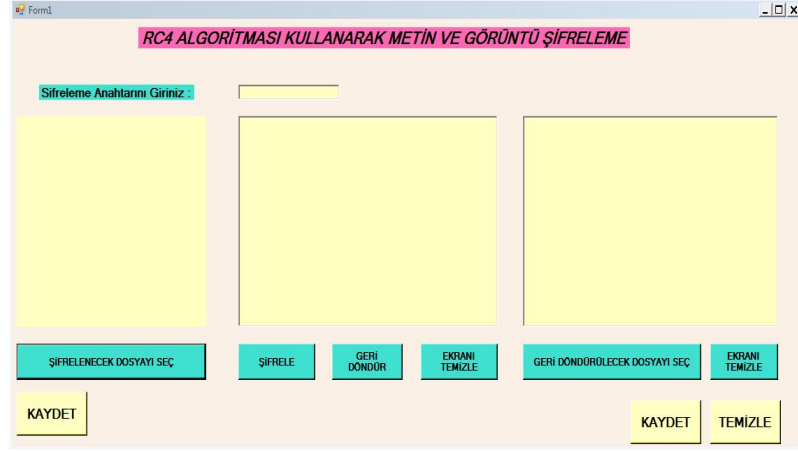 Form1
RC4 ALGORİTMASI KULLANARAK METİN VE GÖRÜNTÜ ŞİFRELEME
Sifreleme Anahtarını Giriniz :
ŞİFRELENECEK DOSYAYI SEÇ
ŞİFRELE
GERİ
DÖNDÜR
EKRANI
TEMİZLE
GERİ DÖNDÜRÜLECEK DOSYAYI SEÇ
EKRANI
TEMİZLE
KAYDET
KAYDET
TEMİZLE